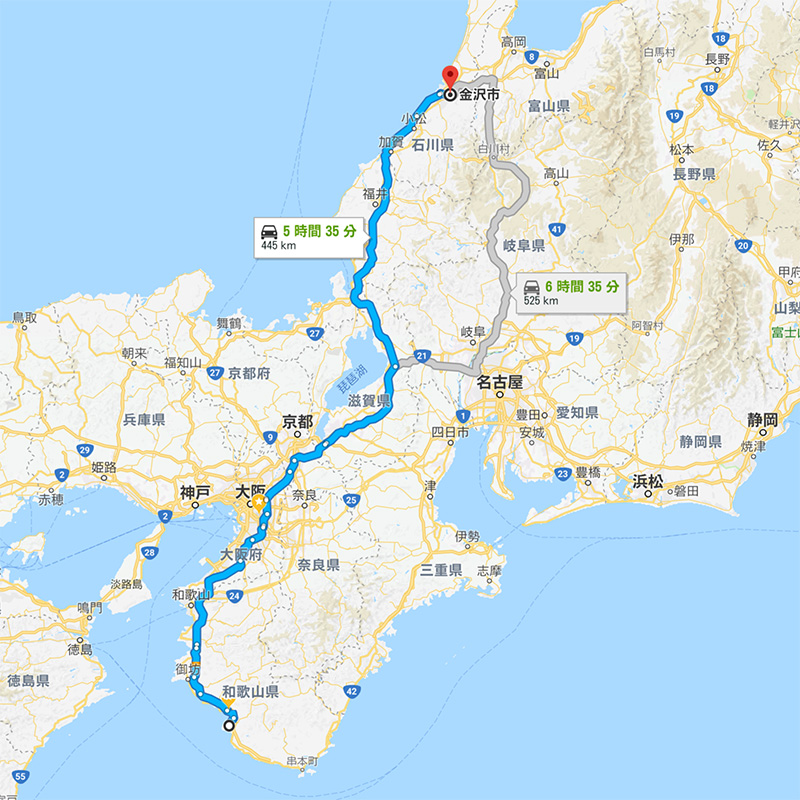 高岡
18
白馬村
長野
8
富山
金沢市
富山県
18
19
小松
軽井沢
石川県
加賀
白川村
松本
佐久
高山
長野県
福井
5 時間 35 分
445 km
41
岐阜県
伊那
20
甲府
6 時間 35 分
525 km
山梨
鳥取
舞鶴
27
岐阜
19
阿智村
富士山
朝来
福知山
21
27
京都府
琵琶湖
名古屋
滋賀県
1
豊田
愛知県
兵庫県
京都
四日市
安城
静岡
静岡県
焼津
9
29
2
姫路
23
豊橋
浜松
磐田
赤穂
神戸
大阪
奈良
25
津
2
28
大阪府
伊勢
奈良県
三重県
志摩
淡路島
和歌山
24
鳴門
徳島
御坊
徳島県
和歌山県
42
串本町
55